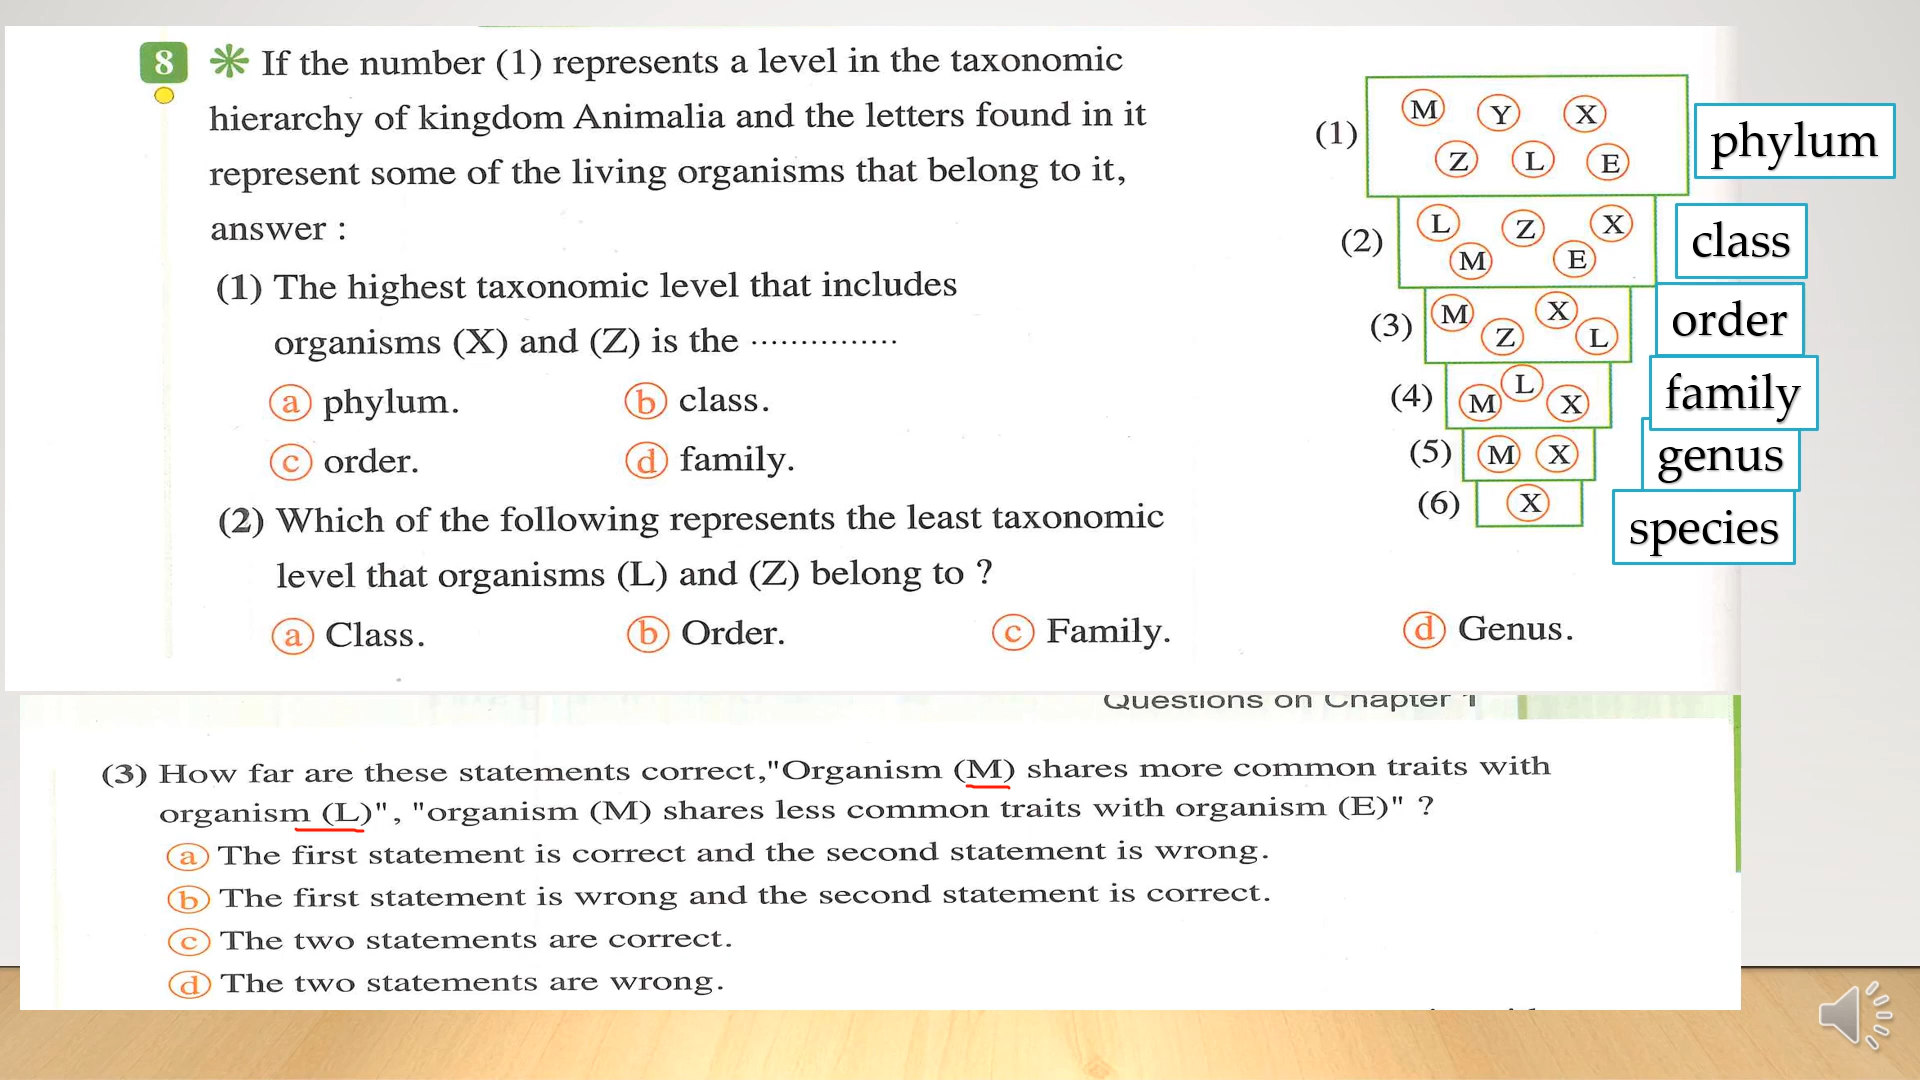 8 ✳ If the number (1) represents a level in the taxonomic
hierarchy of kingdom Animalia and the letters found in it
represent some of the living organisms that belong to it,
answer :
(1) The highest taxonomic level that includes
organisms (X) and (Z) is the ...............
a phylum. b class.
c order. d family.
(2) Which of the following represents the least taxonomic
level that organisms (L) and (Z) belong to ?
a Class. b Order. c Family. d Genus.
(1) M Y X
Z L E
phylum
(2) L Z X
M E
class
(3) M X
Z L
order
(4) L
M X
family
(5) M X
genus
(6) X
species
Questions on Chapter 1
(3) How far are these statements correct,"Organism (M) shares more common traits with
organism (L)", "organism (M) shares less common traits with organism (E)" ?
a The first statement is correct and the second statement is wrong.
b The first statement is wrong and the second statement is correct.
c The two statements are correct.
d The two statements are wrong.